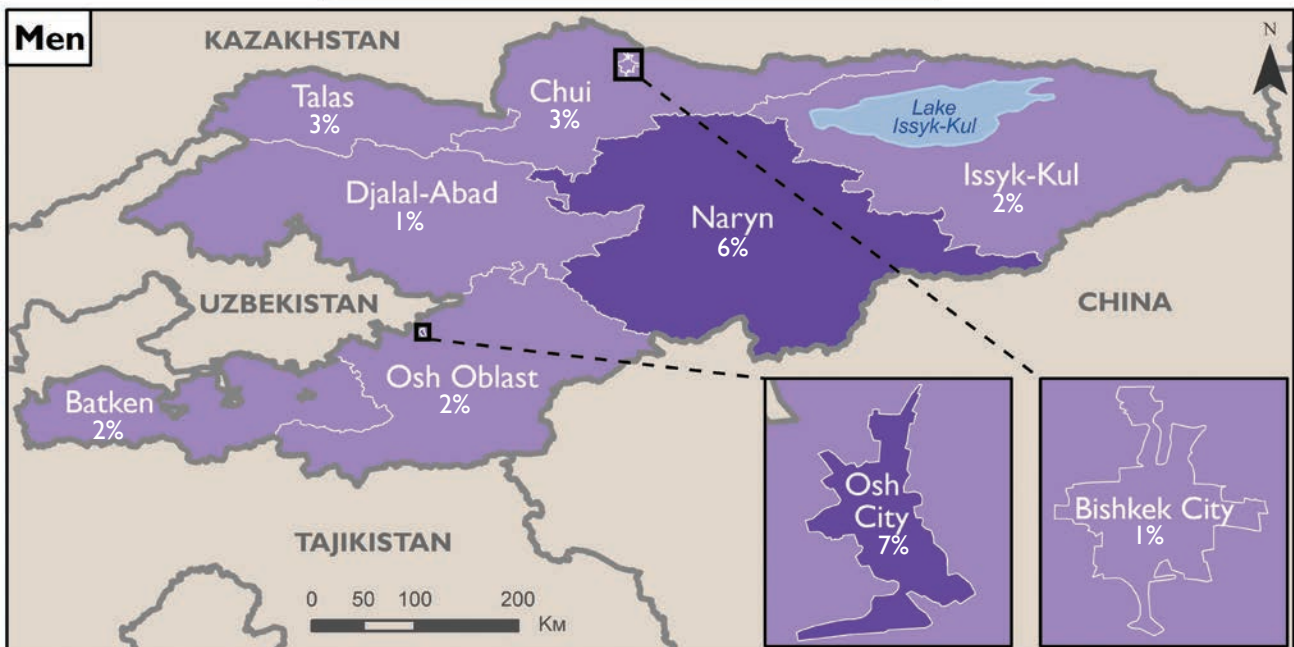 Men
KAZAKHSTAN
N
Talas
3%
Chui
3%
Lake
Issyk-Kul
Issyk-Kul
2%
Djalal-Abad
1%
Naryn
6%
UZBEKISTAN
CHINA
Osh Oblast
2%
Batken
2%
Osh
City
7%
Bishkek City
1%
TAJIKISTAN
0 50 100 200
KM